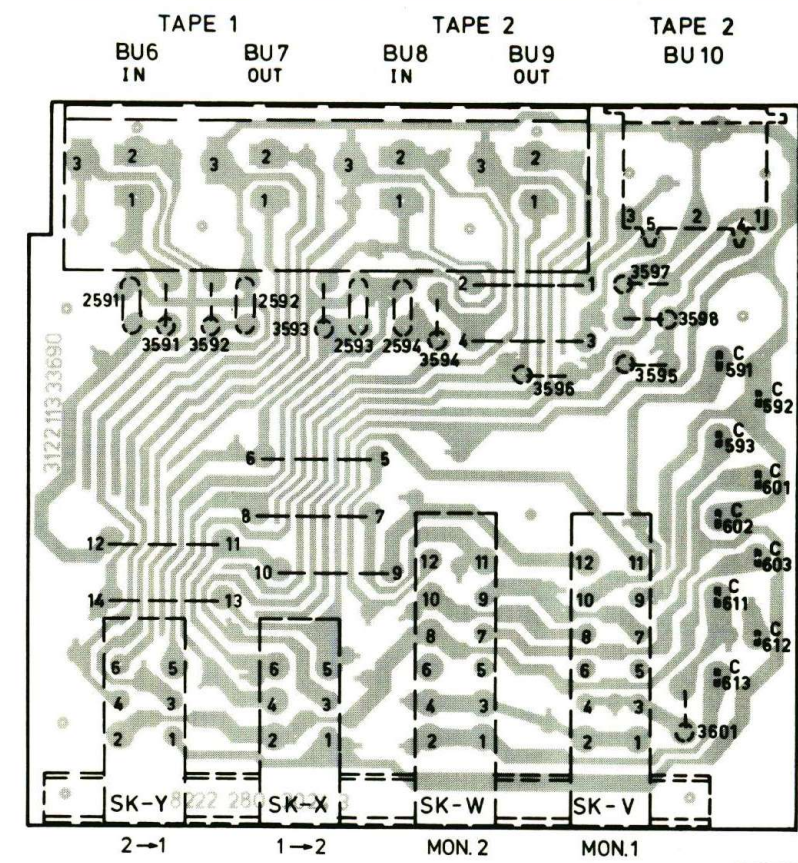 TAPE 1 TAPE 2 TAPE 2
BU6 BU7 BU8 BU9 BU10
IN OUT IN OUT
3 2 3 2 3 2 3 2
1 1 1 1 3 2 1
5 4
2 1 3597
2591 2592
3591 3592 3593 2593 2594 3594 3598
4 3
3596 3595
C 591
C 592
C 593
C 601
C 602
C 603
C 611
C 612
C 613
3122 113 33690
6 5
8 7
12 11
10 9
14 13
12 11 12 11
10 9 10 9
8 7 8 7
6 5 6 5 6 5 6 5
4 3 4 3 4 3 4 3
2 1 2 1 2 1 2 1
3601
SK-Y SK-X SK-W SK-V
8222 280
2→1 1→2 MON.2 MON.1